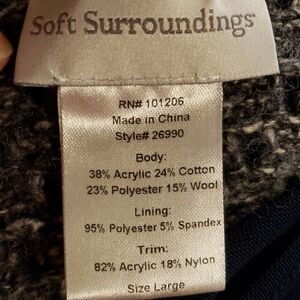 Soft Surroundings
RN# 101206
Made in China
Style# 26990
Body:
38% Acrylic 24% Cotton
23% Polyester 15% Wool
Lining:
95% Polyester 5% Spandex
Trim:
82% Acrylic 18% Nylon
Size Large